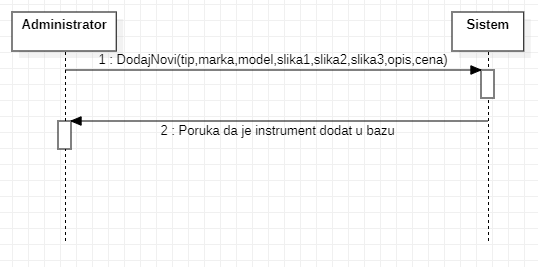 Administrator
Sistem
1 : DodajNovi(tip,marka,model,slika1,slika2,slika3,opis,cena)
2 : Poruka da je instrument dodat u bazu